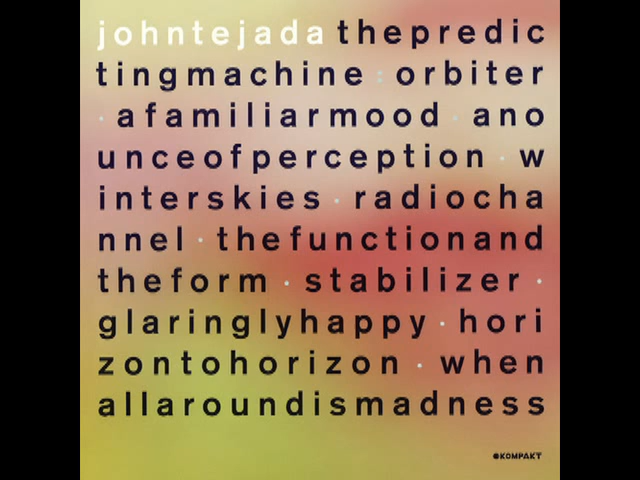 johntejada thepredic
tingmachine : orbiter
· afamiliarmood · ano
unceofperception · w
interskies · radiocha
nnel · thefunctionand
theform · stabilizer ·
glaringlyhappy · hori
zontohorizon · when
allaroundismadness
KOMPAKT